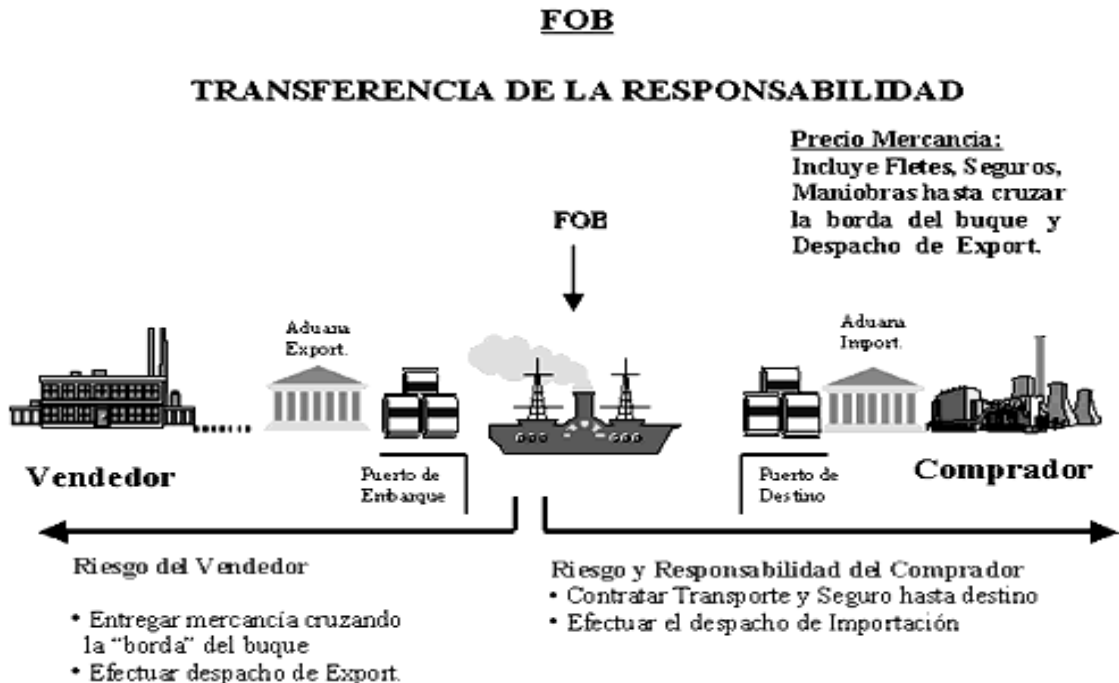 FOB
TRANSFERENCIA DE LA RESPONSABILIDAD
Precio Mercancia:
Incluye Fletes, Seguros,
Maniobras hasta cruzar
la borda del buque y
Despacho de Export.
FOB
Aduana
Export.
Aduana
Import.
Vendedor
Puerto de
Embarque
Puerto de
Destino
Comprador
Riesgo del Vendedor
• Entregar mercancía cruzando
la “borda” del buque
• Efectuar despacho de Export.
Riesgo y Responsabilidad del Comprador
• Contratar Transporte y Seguro hasta destino
• Efectuar el despacho de Importación